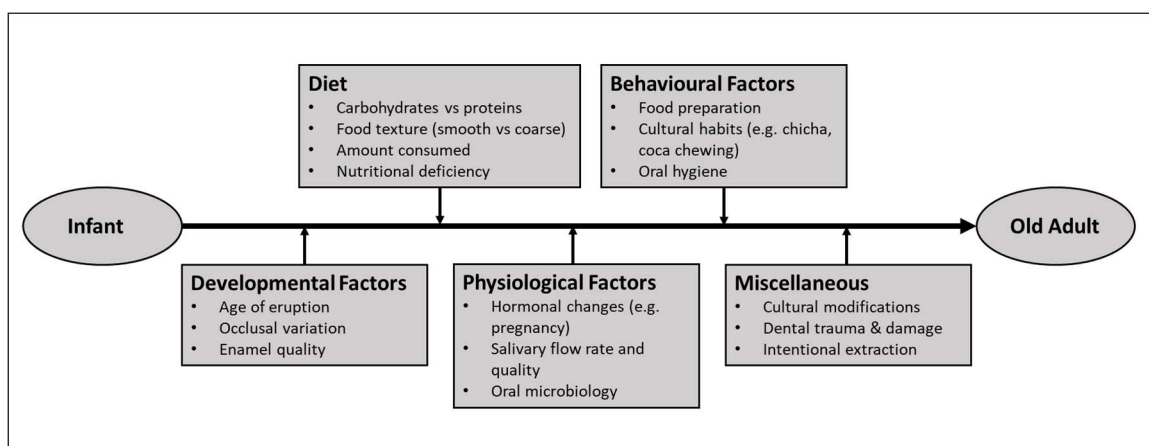 Diet
• Carbohydrates vs proteins
• Food texture (smooth vs coarse)
• Amount consumed
• Nutritional deficiency
Behavioural Factors
• Food preparation
• Cultural habits (e.g. chicha,
coca chewing)
• Oral hygiene
Infant
Old Adult
Developmental Factors
• Age of eruption
• Occlusal variation
• Enamel quality
Physiological Factors
• Hormonal changes (e.g.
pregnancy)
• Salivary flow rate and
quality
• Oral microbiology
Miscellaneous
• Cultural modifications
• Dental trauma & damage
• Intentional extraction